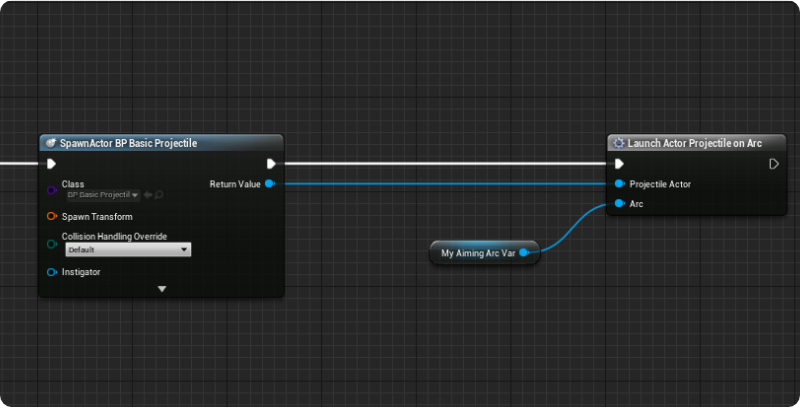 SpawnActor BP Basic Projectile
Class
BP Basic Projectil
Return Value
Spawn Transform
Collision Handling Override
Default
Instigator
My Aiming Arc Var
Launch Actor Projectile on Arc
Projectile Actor
Arc